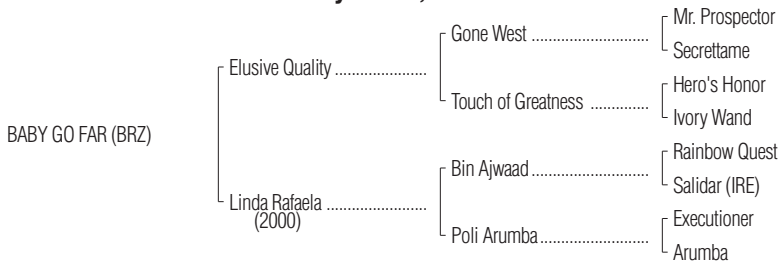 Mr. Prospector
Gone West ........................
Secrettame
Elusive Quality ......................
Hero's Honor
Touch of Greatness ..............
Ivory Wand
BABY GO FAR (BRZ)
Rainbow Quest
Bin Ajwaad ............................
Salidar (IRE)
Linda Rafaela ........................
(2000)
Executioner
Poli Arumba ..........................
Arumba